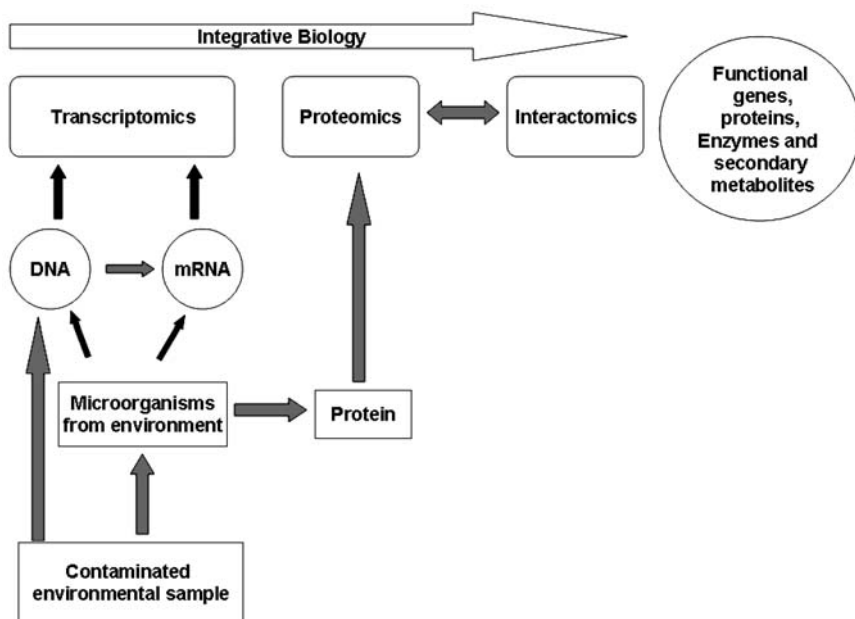 Integrative Biology
Transcriptomics
Proteomics
Interactomics
Functional
genes,
proteins,
Enzymes and
secondary
metabolites
DNA
mRNA
Microorganisms
from environment
Protein
Contaminated
environmental sample